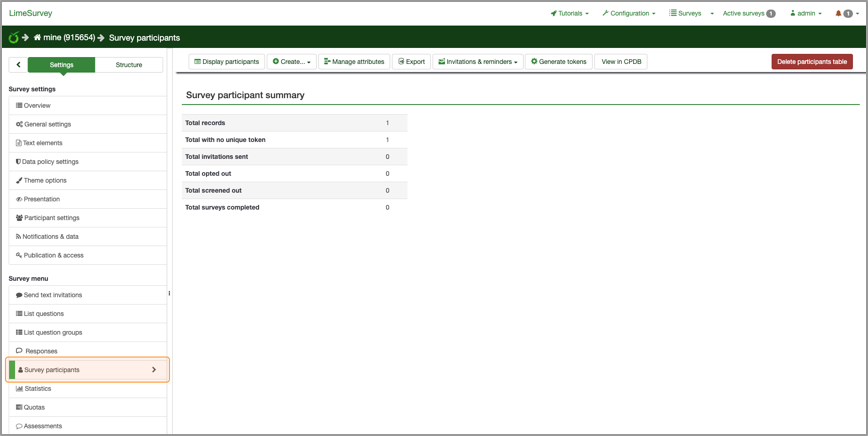 LimeSurvey
Tutorials
Configuration
Surveys
Active surveys 1
admin
1
mine (915654)
Survey participants
Settings
Structure
Display participants
Create...
Manage attributes
Export
Invitations & reminders
Generate tokens
View in CPDB
Delete participants table
Survey settings
Overview
General settings
Text elements
Data policy settings
Theme options
Presentation
Participant settings
Notifications & data
Publication & access
Survey menu
Send text invitations
List questions
List question groups
Responses
Survey participants
Statistics
Quotas
Assessments
Survey participant summary
Total records 1
Total with no unique token 1
Total invitations sent 0
Total opted out 0
Total screened out 0
Total surveys completed 0